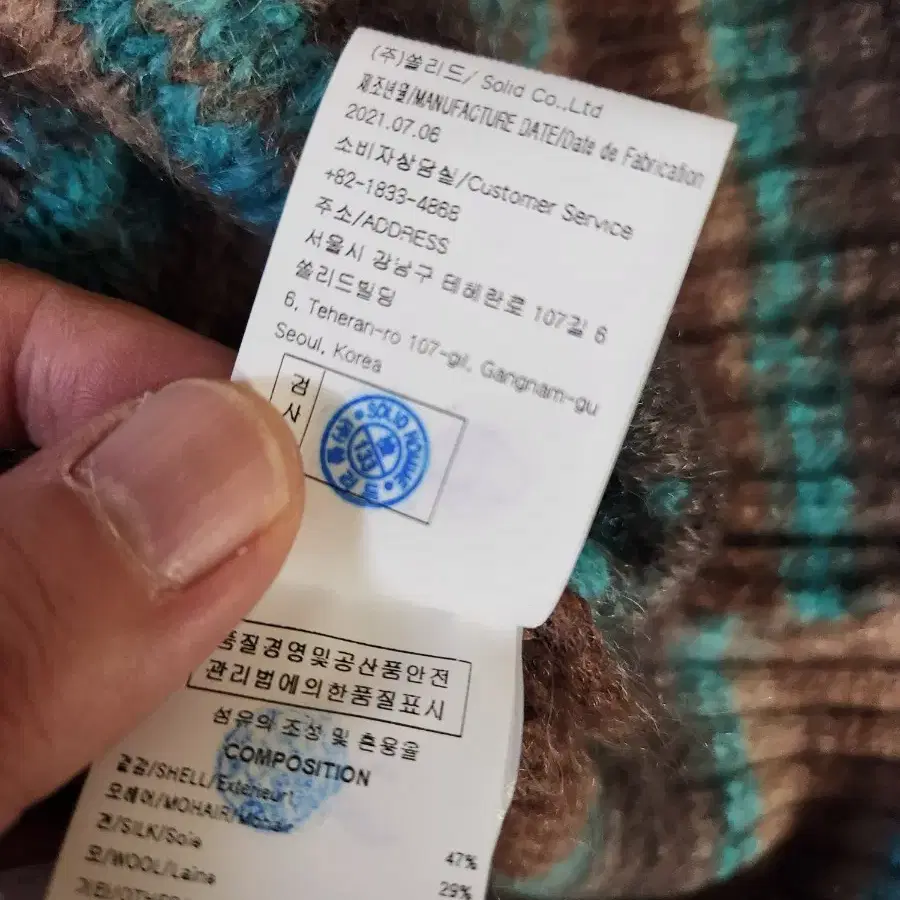 (주)쏠리드/ Solid Co.,Ltd
제조년월/MANUFACTURE DATE/Date de Fabrication
2021.07.06
소비자상담실/Customer Service
+82-1833-4868
주소/ADDRESS
서울시 강남구 테헤란로 107길 6
쏠리드빌딩
6, Teheran-ro 107-gil, Gangnam-gu
Seoul, Korea
검사
SOLID HOMME
133
품질경영및공산품안전
관리법에의한품질표시
섬유의 조성 및 혼용율
COMPOSITION
겉감/SHELL/Extérieurt
모헤어/MOHAIR/Mohair
견/SILK/Soie 47%
모/WOOL/Laine 29%